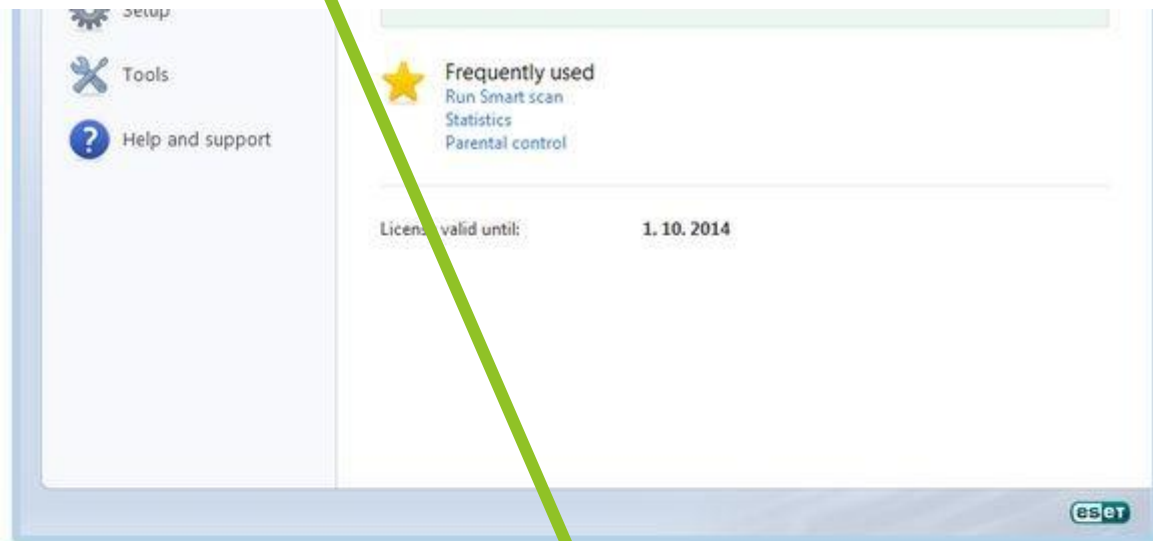 Setup
Tools
Help and support
Frequently used
Run Smart scan
Statistics
Parental control
License valid until: 1. 10. 2014
eset